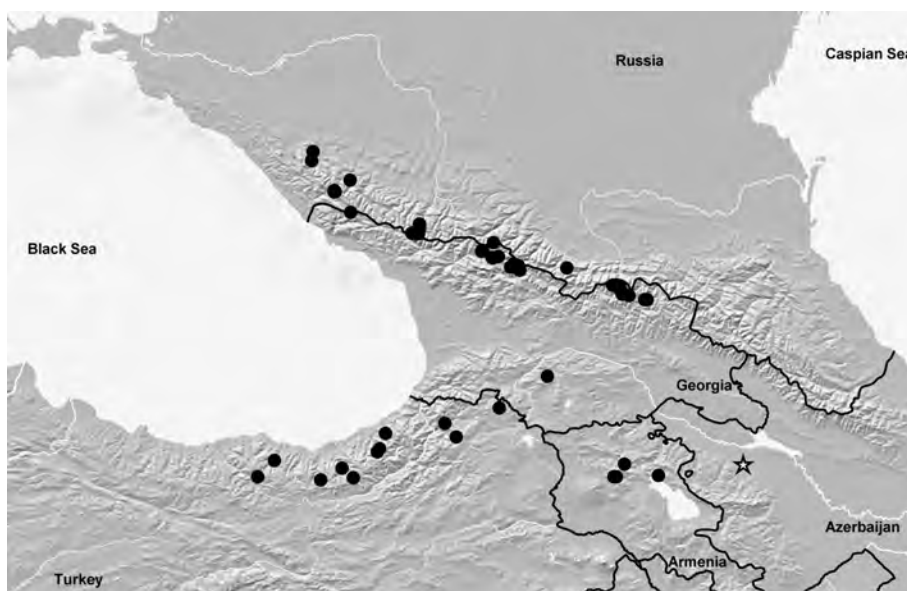 Russia
Caspian Sea
Black Sea
Georgia
Azerbaijan
Armenia
Turkey